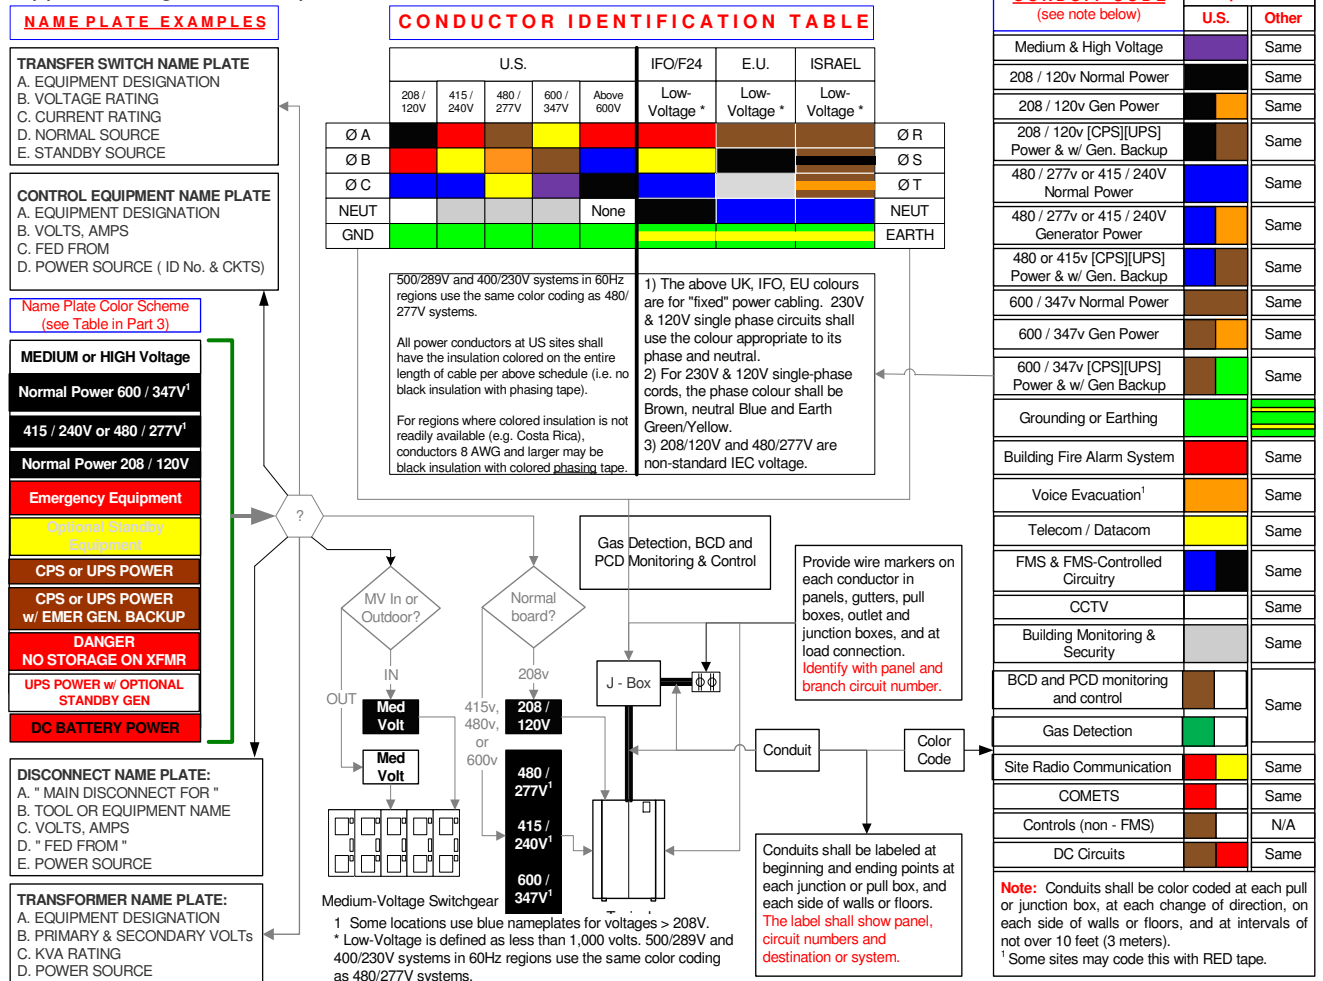 NAME PLATE EXAMPLES
TRANSFER SWITCH NAME PLATE
A. EQUIPMENT DESIGNATION
B. VOLTAGE RATING
C. CURRENT RATING
D. NORMAL SOURCE
E. STANDBY SOURCE
CONTROL EQUIPMENT NAME PLATE
A. EQUIPMENT DESIGNATION
B. VOLTS, AMPS
C. FED FROM
D. POWER SOURCE ( ID No. & CKTS)
Name Plate Color Scheme
(see Table in Part 3)
MEDIUM or HIGH Voltage
Normal Power 600 / 347V¹
415 / 240V or 480 / 277V¹
Normal Power 208 / 120V
Emergency Equipment
Optional Standby
Equipment
CPS or UPS POWER
CPS or UPS POWER
w/ EMER GEN. BACKUP
DANGER
NO STORAGE ON XFMR
UPS POWER w/ OPTIONAL
STANDBY GEN
DC BATTERY POWER
DISCONNECT NAME PLATE:
A. " MAIN DISCONNECT FOR "
B. TOOL OR EQUIPMENT NAME
C. VOLTS, AMPS
D. " FED FROM "
E. POWER SOURCE
TRANSFORMER NAME PLATE:
A. EQUIPMENT DESIGNATION
B. PRIMARY & SECONDARY VOLTs
C. KVA RATING
D. POWER SOURCE
CONDUCTOR IDENTIFICATION TABLE
U.S. IFO/F24 E.U. ISRAEL
208 / 120V 415 / 240V 480 / 277V 600 / 347V Above 600V Low-Voltage * Low-Voltage * Low-Voltage *
Ø A Ø R
Ø B Ø S
Ø C Ø T
NEUT None NEUT
GND EARTH
500/289V and 400/230V systems in 60Hz
regions use the same color coding as 480/
277V systems.
All power conductors at US sites shall
have the insulation colored on the entire
length of cable per above schedule (i.e. no
black insulation with phasing tape).
For regions where colored insulation is not
readily available (e.g. Costa Rica),
conductors 8 AWG and larger may be
black insulation with colored phasing tape.
1) The above UK, IFO, EU colours
are for "fixed" power cabling. 230V
& 120V single phase circuits shall
use the colour appropriate to its
phase and neutral.
2) For 230V & 120V single-phase
cords, the phase colour shall be
Brown, neutral Blue and Earth
Green/Yellow.
3) 208/120V and 480/277V are
non-standard IEC voltage.
?
MV In or
Outdoor?
IN
OUT
Med
Volt
Med
Volt
Medium-Voltage Switchgear
Normal
board?
208v
415v,
480v,
or
600v
208 /
120V
480 /
277V¹
415 /
240V¹
600 /
347V¹
Gas Detection, BCD and
PCD Monitoring & Control
J - Box
Provide wire markers on
each conductor in
panels, gutters, pull
boxes, outlet and
junction boxes, and at
load connection.
Identify with panel and
branch circuit number.
Conduit
Color
Code
Conduits shall be labeled at
beginning and ending points at
each junction or pull box, and
each side of walls or floors.
The label shall show panel,
circuit numbers and
destination or system.
1 Some locations use blue nameplates for voltages > 208V.
* Low-Voltage is defined as less than 1,000 volts. 500/289V and
400/230V systems in 60Hz regions use the same color coding
as 480/277V systems.
(see note below) U.S. Other
Medium & High Voltage Same
208 / 120v Normal Power Same
208 / 120v Gen Power Same
208 / 120v [CPS][UPS]
Power & w/ Gen. Backup Same
480 / 277v or 415 / 240V
Normal Power Same
480 / 277v or 415 / 240V
Generator Power Same
480 or 415v [CPS][UPS]
Power & w/ Gen. Backup Same
600 / 347v Normal Power Same
600 / 347v Gen Power Same
600 / 347v [CPS][UPS]
Power & w/ Gen Backup Same
Grounding or Earthing
Building Fire Alarm System Same
Voice Evacuation¹ Same
Telecom / Datacom Same
FMS & FMS-Controlled
Circuitry Same
CCTV Same
Building Monitoring &
Security Same
BCD and PCD monitoring
and control
Same
Gas Detection
Site Radio Communication Same
COMETS Same
Controls (non - FMS) N/A
DC Circuits Same
Note: Conduits shall be color coded at each pull
or junction box, at each change of direction, on
each side of walls or floors, and at intervals of
not over 10 feet (3 meters).
¹ Some sites may code this with RED tape.